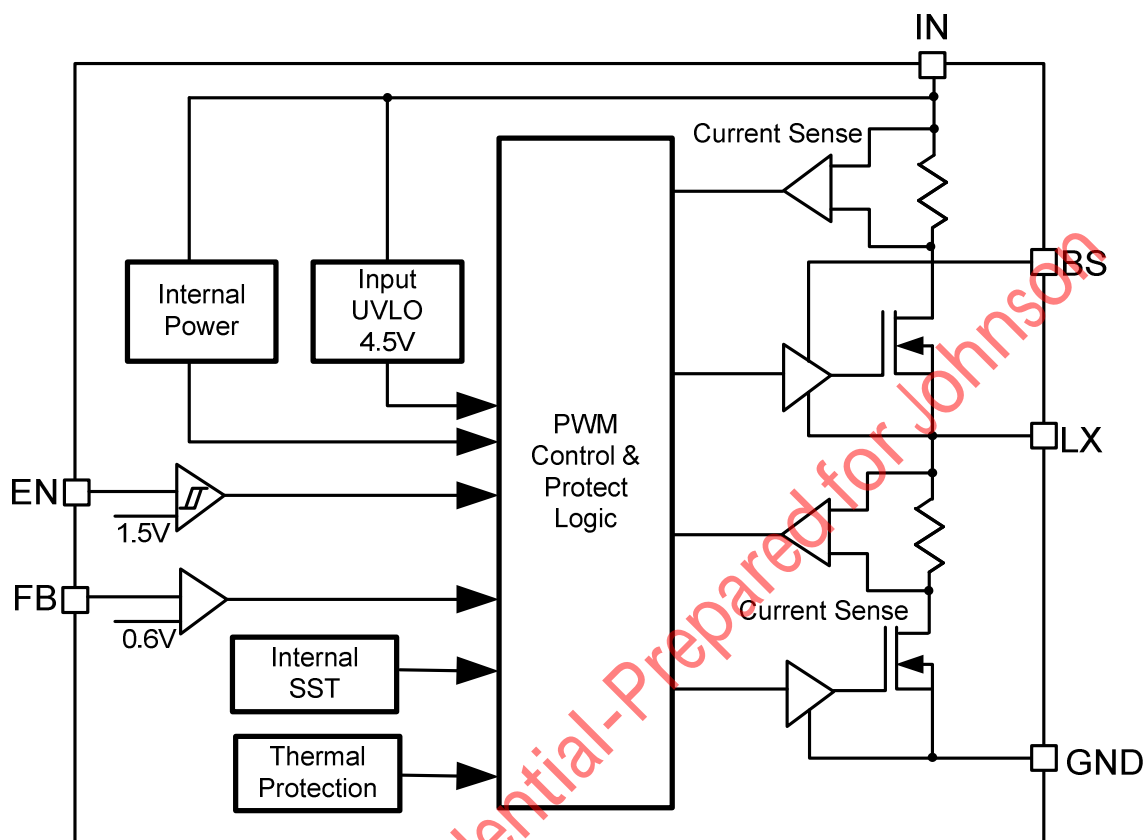 IN
Current Sense
BS
Internal
Power
Input
UVLO
4.5V
PWM
Control &
Protect
Logic
LX
EN
1.5V
FB
0.6V
Current Sense
Internal
SST
Thermal
Protection
GND
Prepared for Johnson